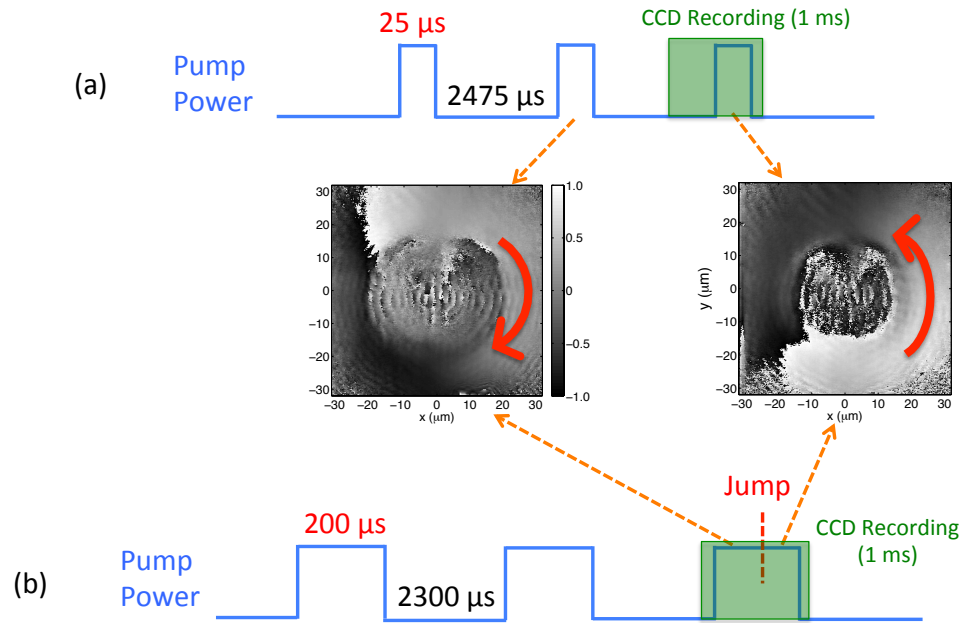 CCD Recording (1 ms)
25 μs
(a)
Pump
Power
2475 μs
30
20
10
0
−10
−20
−30
−30 −20 −10 0 10 20 30
x (μm)
1.0
0.5
0
−0.5
−1.0
y (μm)
30
20
10
0
−10
−20
−30
−30 −20 −10 0 10 20 30
x (μm)
Jump
200 μs
CCD Recording
(1 ms)
(b)
Pump
Power
2300 μs